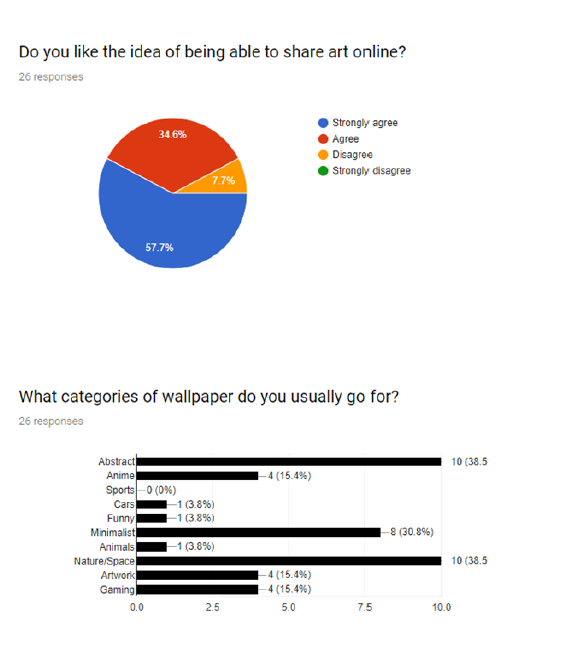 Do you like the idea of being able to share art online?
26 responses
34.6%
7.7%
57.7%
Strongly agree
Agree
Disagree
Strongly disagree
What categories of wallpaper do you usually go for?
26 responses
Abstract 10 (38.5
Anime 4 (15.4%)
Sports 0 (0%)
Cars 1 (3.8%)
Funny 1 (3.8%)
Minimalist 8 (30.8%)
Animals 1 (3.8%)
Nature/Space 10 (38.5
Artwork 4 (15.4%)
Gaming 4 (15.4%)
0.0 2.5 5.0 7.5 10.0